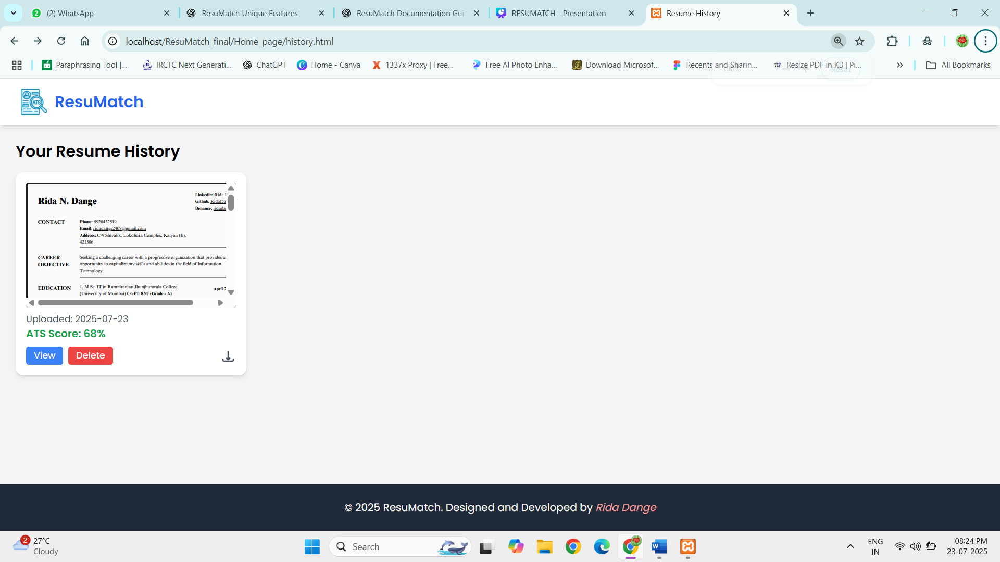 (2) WhatsApp
ResuMatch Unique Features
ResuMatch Documentation Gui
RESUMATCH - Presentation
Resume History
localhost/ResuMatch_final/Home_page/history.html
Paraphrasing Tool |...
IRCTC Next Generati...
ChatGPT
Home - Canva
1337x Proxy | Free...
Free AI Photo Enha...
Download Microsof...
Recents and Sharin...
Resize PDF in KB | Pi...
All Bookmarks
100%
Reset
ATS
ResuMatch
Your Resume History
Rida N. Dange
Linkedin: Rida
Github: RidaDa
Behance: ridada
CONTACT
Phone: 9920432519
Email: ridadange2408@gmail.com
Address: C-9 Shivalik, Lokdhara Complex, Kalyan (E),
421306
CAREER
OBJECTIVE
Seeking a challenging career with a progressive organization that provides an
opportunity to capitalize my skills and abilities in the field of Information
Technology
EDUCATION
1. M.Sc. IT in Ramniranjan Jhunjhunwala College
(University of Mumbai) CGPI: 8.97 (Grade - A)
April 2
Uploaded: 2025-07-23
ATS Score: 68%
View
Delete
© 2025 ResuMatch. Designed and Developed by Rida Dange
2
27°C
Cloudy
Search
ENG
IN
08:24 PM
23-07-2025